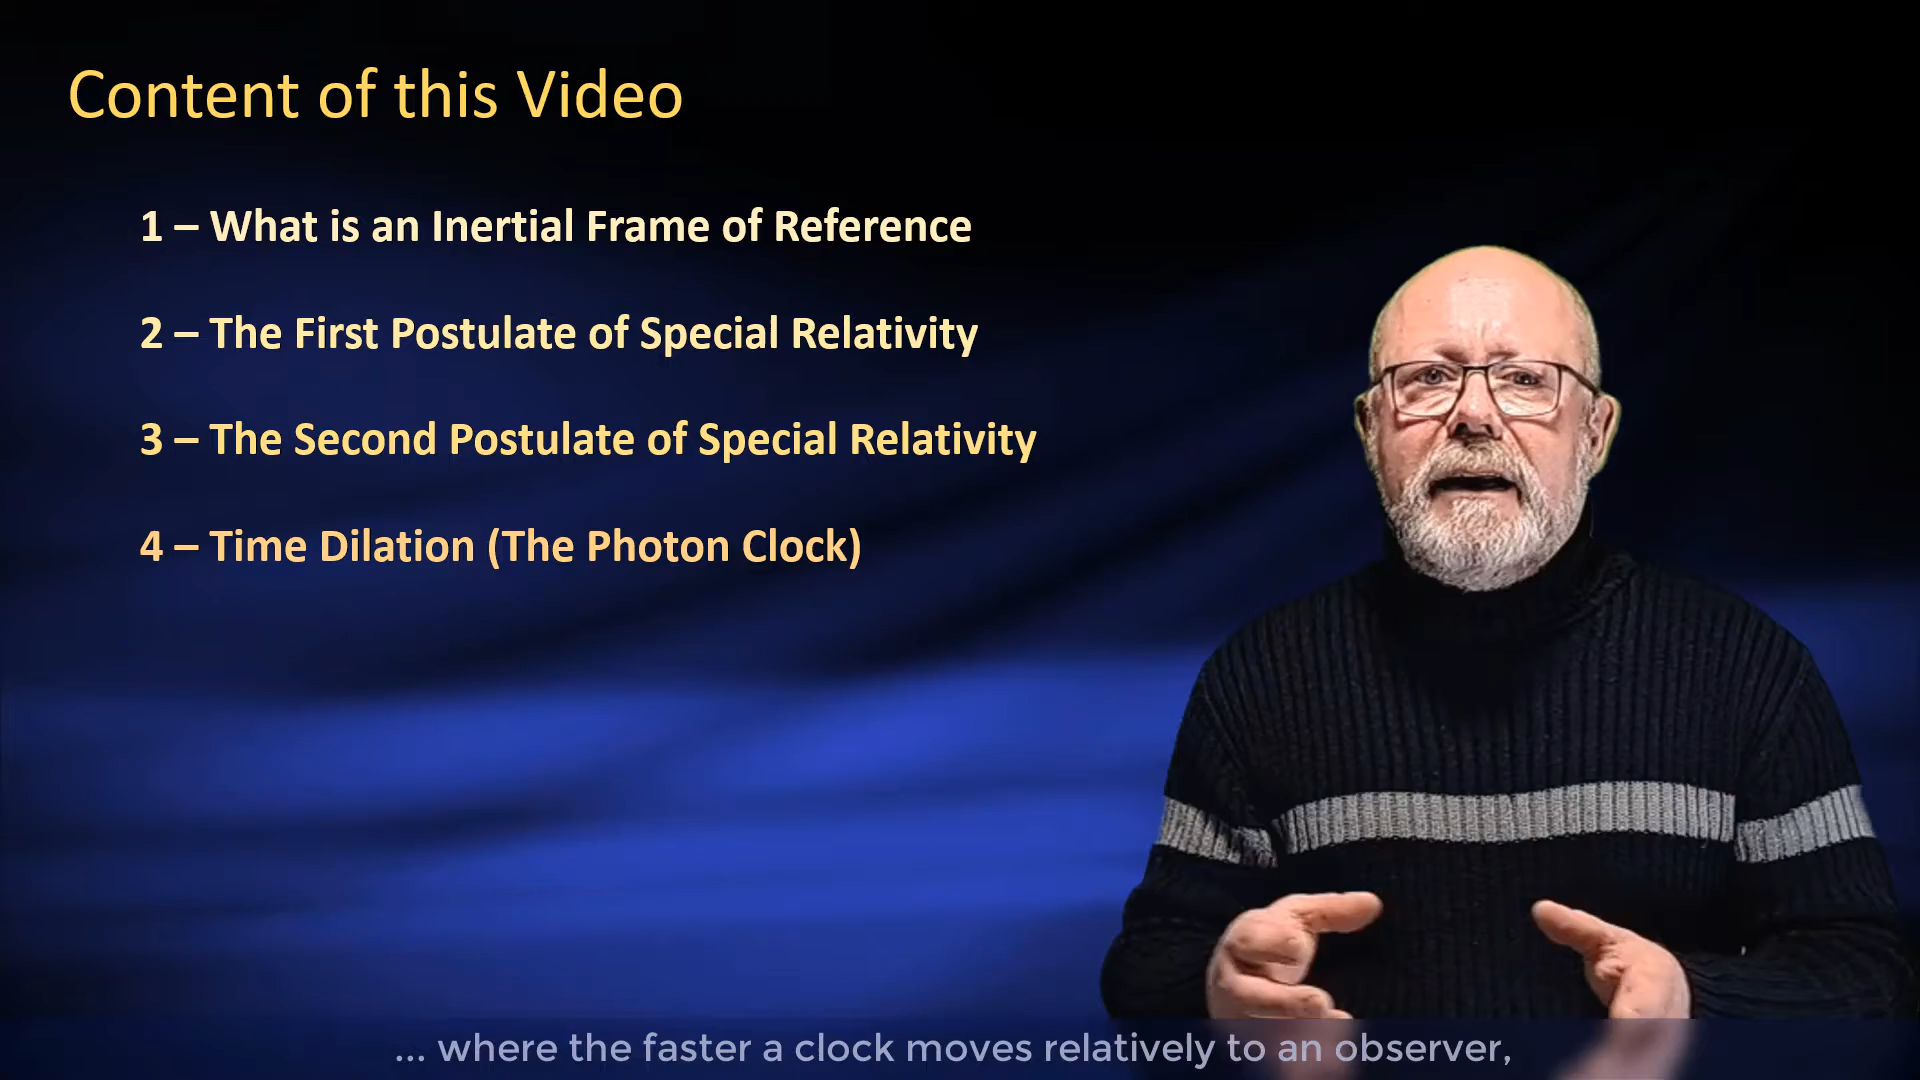 Content of this Video
1 – What is an Inertial Frame of Reference
2 – The First Postulate of Special Relativity
3 – The Second Postulate of Special Relativity
4 – Time Dilation (The Photon Clock)
... where the faster a clock moves relatively to an observer,